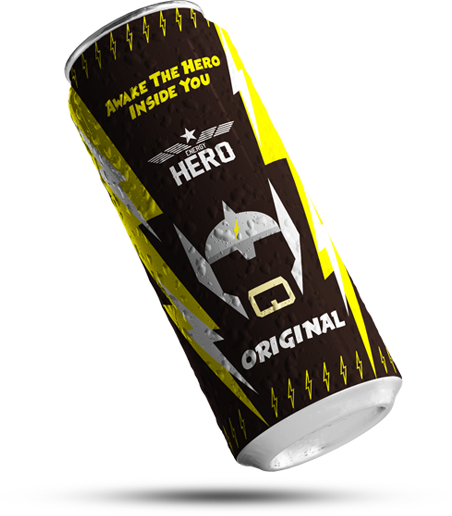 AWAKE THE HERO
INSIDE YOU
ENERGY
HERO
ORIGINAL